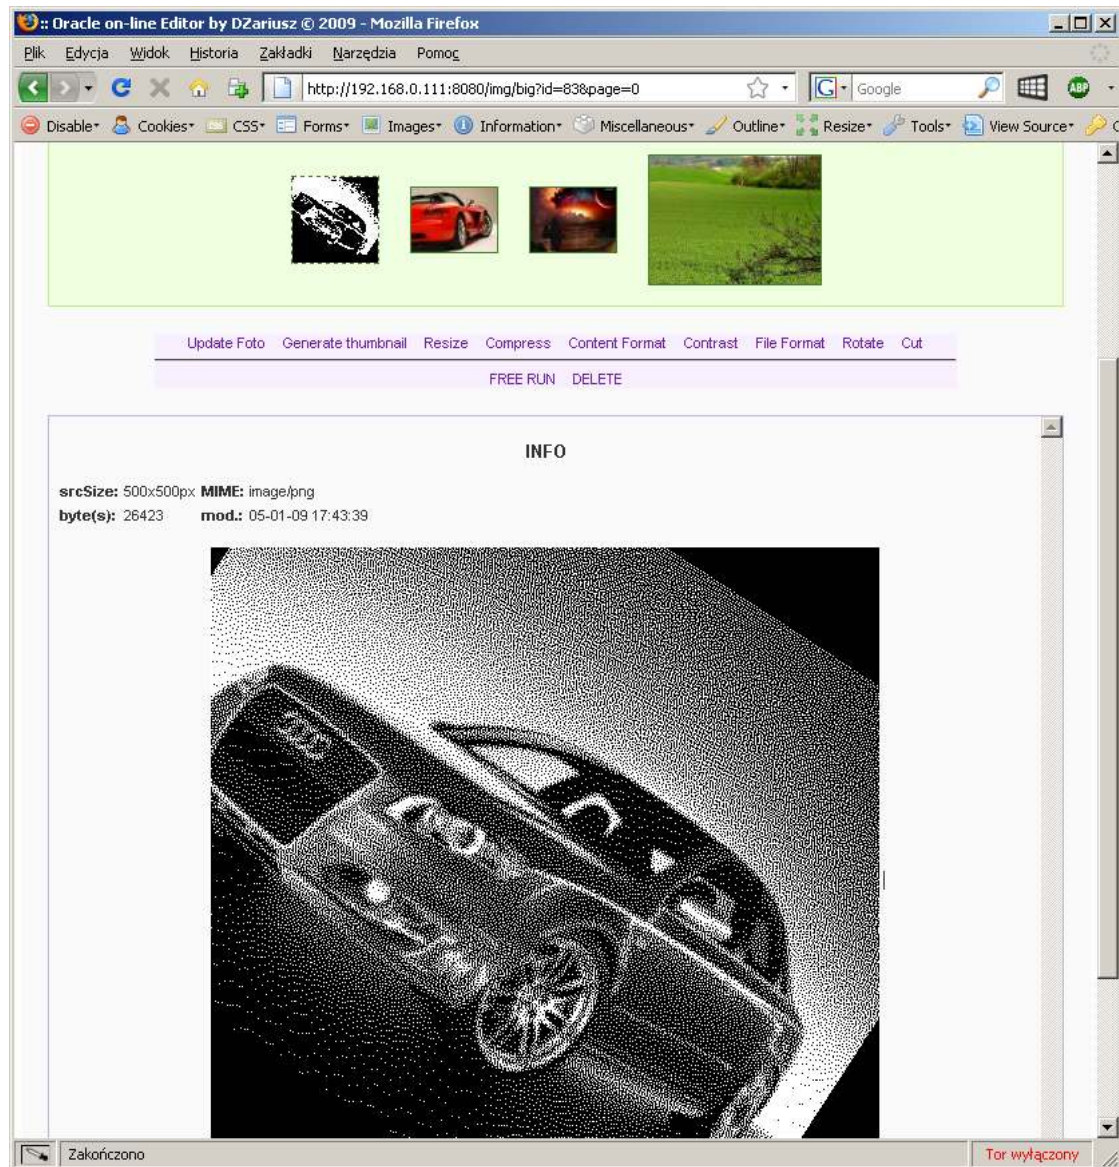 :: Oracle on-line Editor by DZariusz © 2009 - Mozilla Firefox
Plik Edycja Widok Historia Zakładki Narzędzia Pomoc
http://192.168.0.111:8080/img/big?id=83&page=0 G Google ABP
Disable Cookies CSS Forms Images Information Miscellaneous Outline Resize Tools View Source
Update Foto Generate thumbnail Resize Compress Content Format Contrast File Format Rotate Cut
FREE RUN DELETE
INFO
srcSize: 500x500px MIME: image/png
byte(s): 26423 mod.: 05-01-09 17:43:39
Zakończono Tor wyłączony